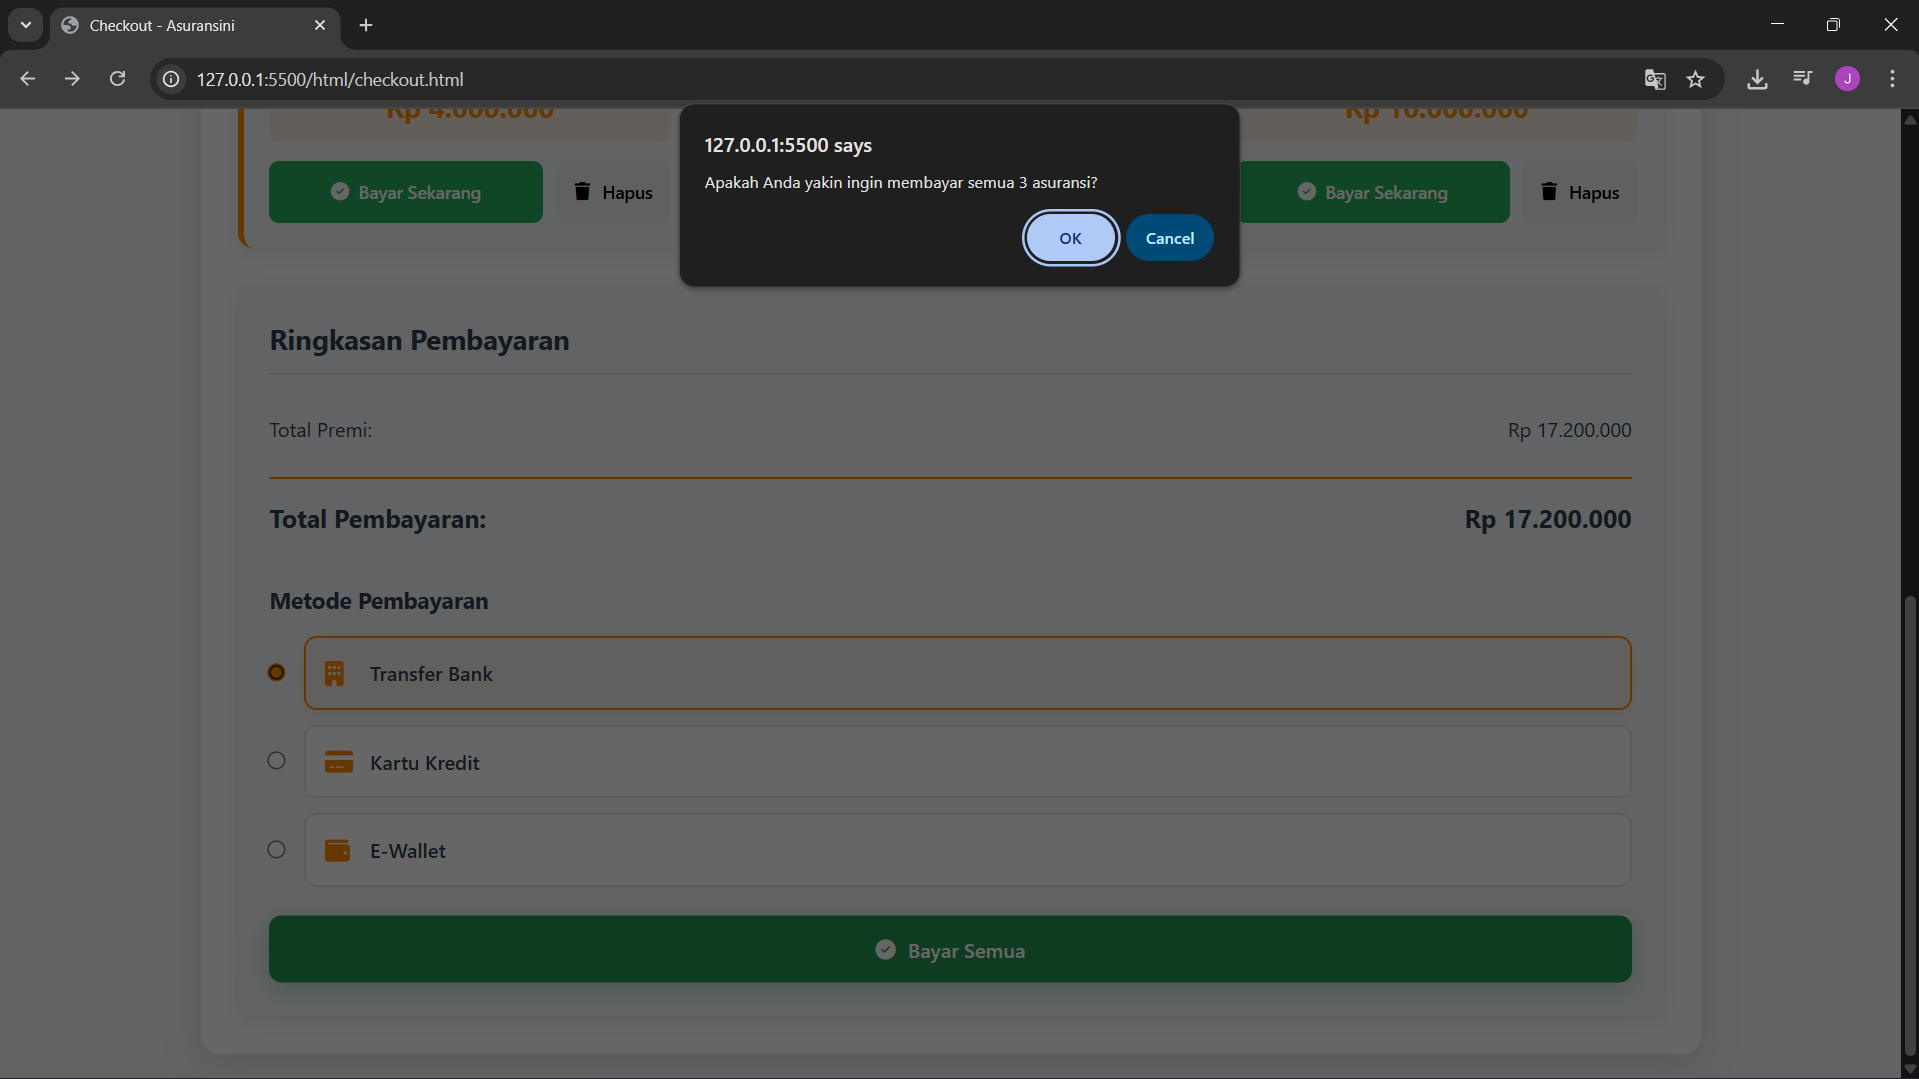 Checkout - Asuransini
127.0.0.1:5500/html/checkout.html
J
Rp 4.000.000
Rp 10.000.000
127.0.0.1:5500 says
Apakah Anda yakin ingin membayar semua 3 asuransi?
OK
Cancel
Bayar Sekarang
Hapus
Bayar Sekarang
Hapus
Ringkasan Pembayaran
Total Premi:
Rp 17.200.000
Total Pembayaran:
Rp 17.200.000
Metode Pembayaran
Transfer Bank
Kartu Kredit
E-Wallet
Bayar Semua